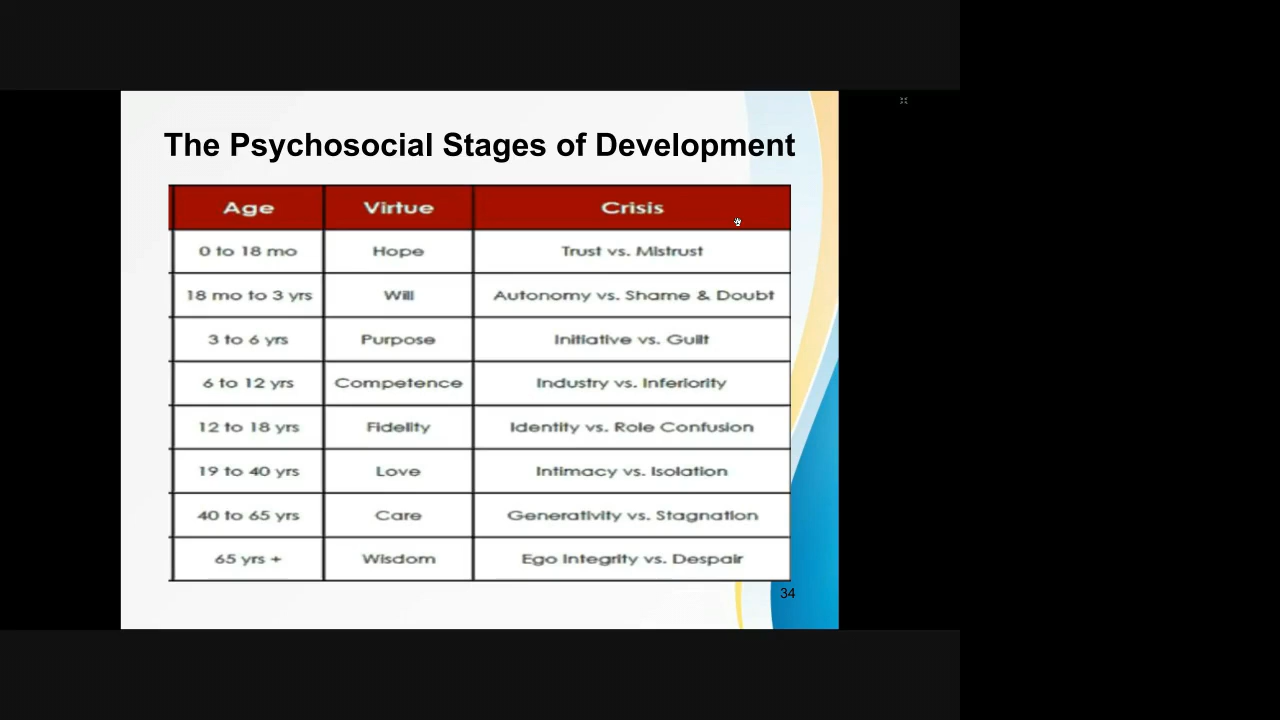 The Psychosocial Stages of Development
Age Virtue Crisis
0 to 18 mo Hope Trust vs. Mistrust
18 mo to 3 yrs Will Autonomy vs. Shame & Doubt
3 to 6 yrs Purpose Initiative vs. Guilt
6 to 12 yrs Competence Industry vs. Inferiority
12 to 18 yrs Fidelity Identity vs. Role Confusion
19 to 40 yrs Love Intimacy vs. Isolation
40 to 65 yrs Care Generativity vs. Stagnation
65 yrs + Wisdom Ego Integrity vs. Despair
34